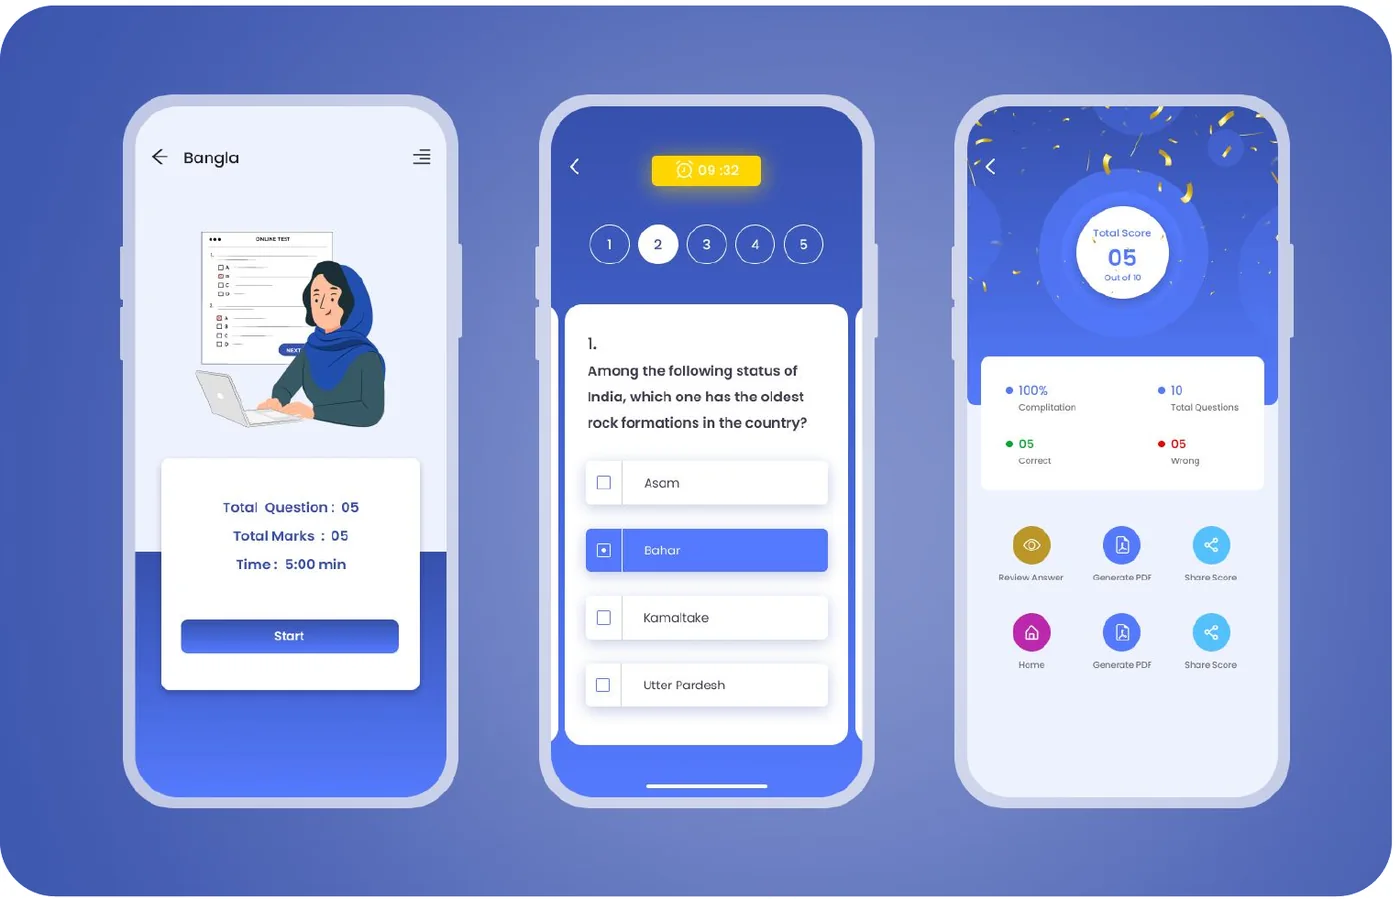 Bangla
ONLINE TEST
1.
A
B
C
D
2.
A
B
C
D
NEXT
Total Question : 05
Total Marks : 05
Time : 5:00 min
Start
09 :32
1 2 3 4 5
1.
Among the following status of
India, which one has the oldest
rock formations in the country?
Asam
Bahar
Kamaltake
Utter Pardesh
Total Score
05
Out of 10
100%
Complitation
10
Total Questions
05
Correct
05
Wrong
Review Answer
Generate PDF
Share Score
Home
Generate PDF
Share Score